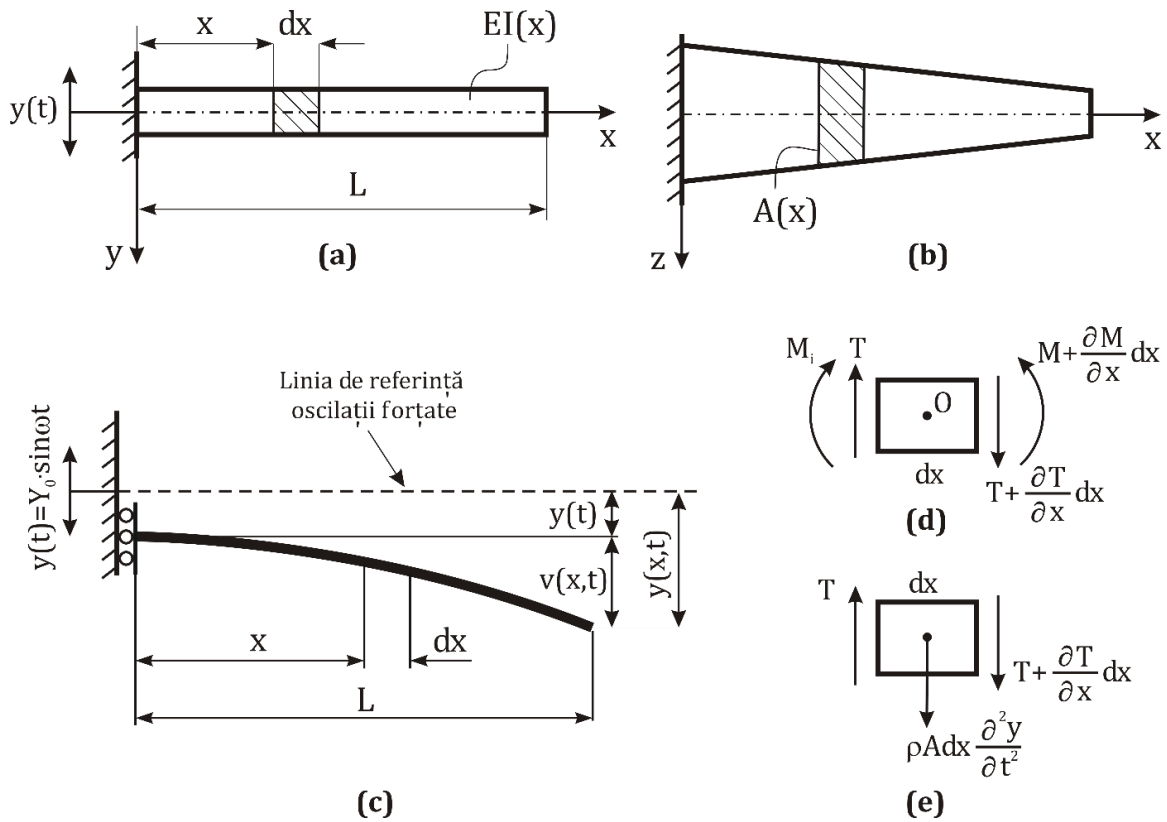 x dx EI(x)
y(t)
x
L
y
(a)
x
A(x)
z
(b)
Linia de referință
oscilații forțate
y(t)=Y₀·sinωt
y(t)
v(x,t)
y(x,t)
x dx
L
(c)
Mᵢ T M+∂M/∂x dx
O
dx
T+∂T/∂x dx
(d)
dx
T
T+∂T/∂x dx
ρAdx ∂²y/∂t²
(e)